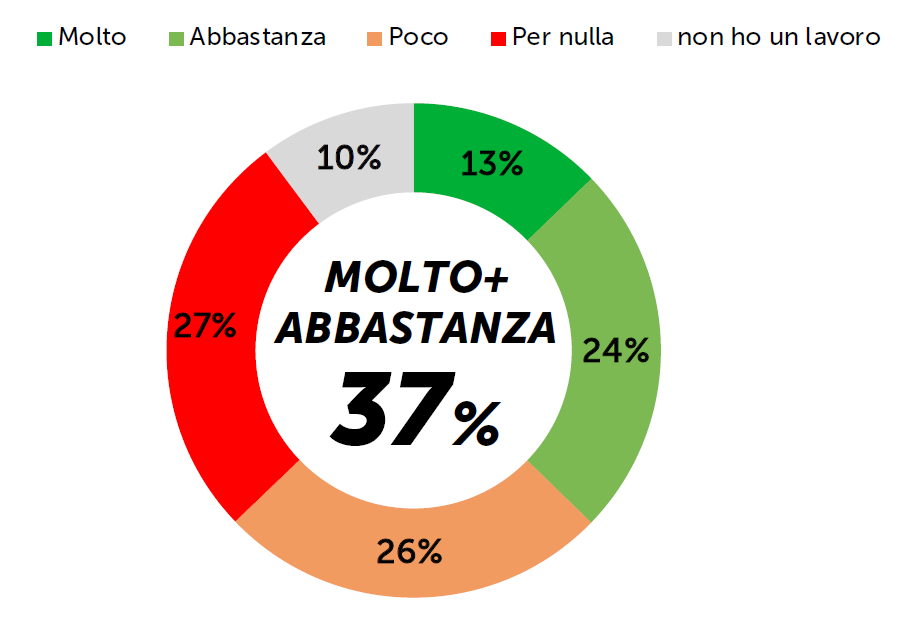 Molto Abbastanza Poco Per nulla non ho un lavoro
10%
13%
MOLTO+
ABBASTANZA
27%
24%
37%
26%